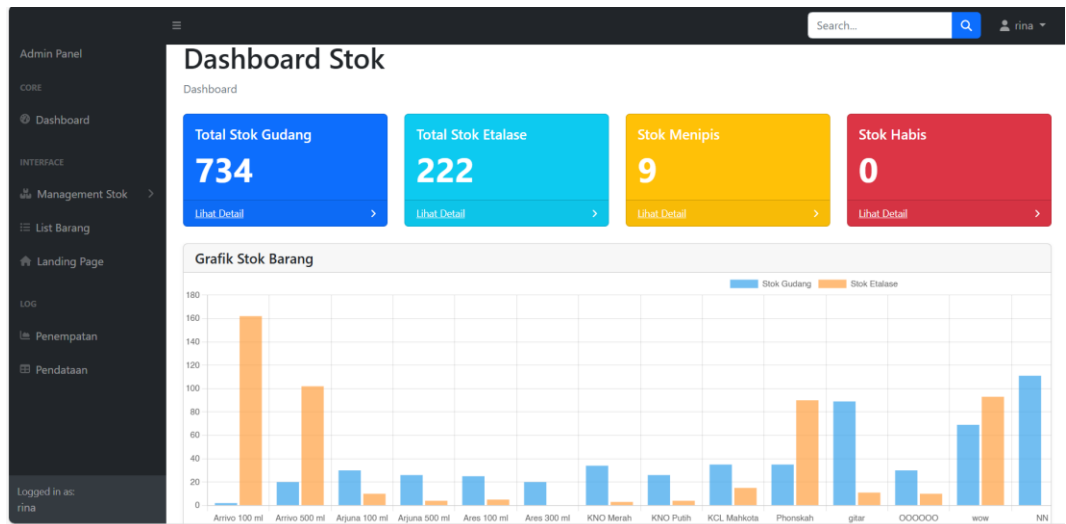 Search...
rina
Admin Panel
CORE
Dashboard
INTERFACE
Management Stok
List Barang
Landing Page
LOG
Penempatan
Pendataan
Logged in as:
rina
Dashboard Stok
Dashboard
Total Stok Gudang
734
Lihat Detail
Total Stok Etalase
222
Lihat Detail
Stok Menipis
9
Lihat Detail
Stok Habis
0
Lihat Detail
Grafik Stok Barang
Stok Gudang Stok Etalase
180
160
140
120
100
80
60
40
20
0
Arrivo 100 ml Arrivo 500 ml Arjuna 100 ml Arjuna 500 ml Ares 100 ml Ares 300 ml KNO Merah KNO Putih KCL Mahkota Phonskah gitar OOOOOO wow NN